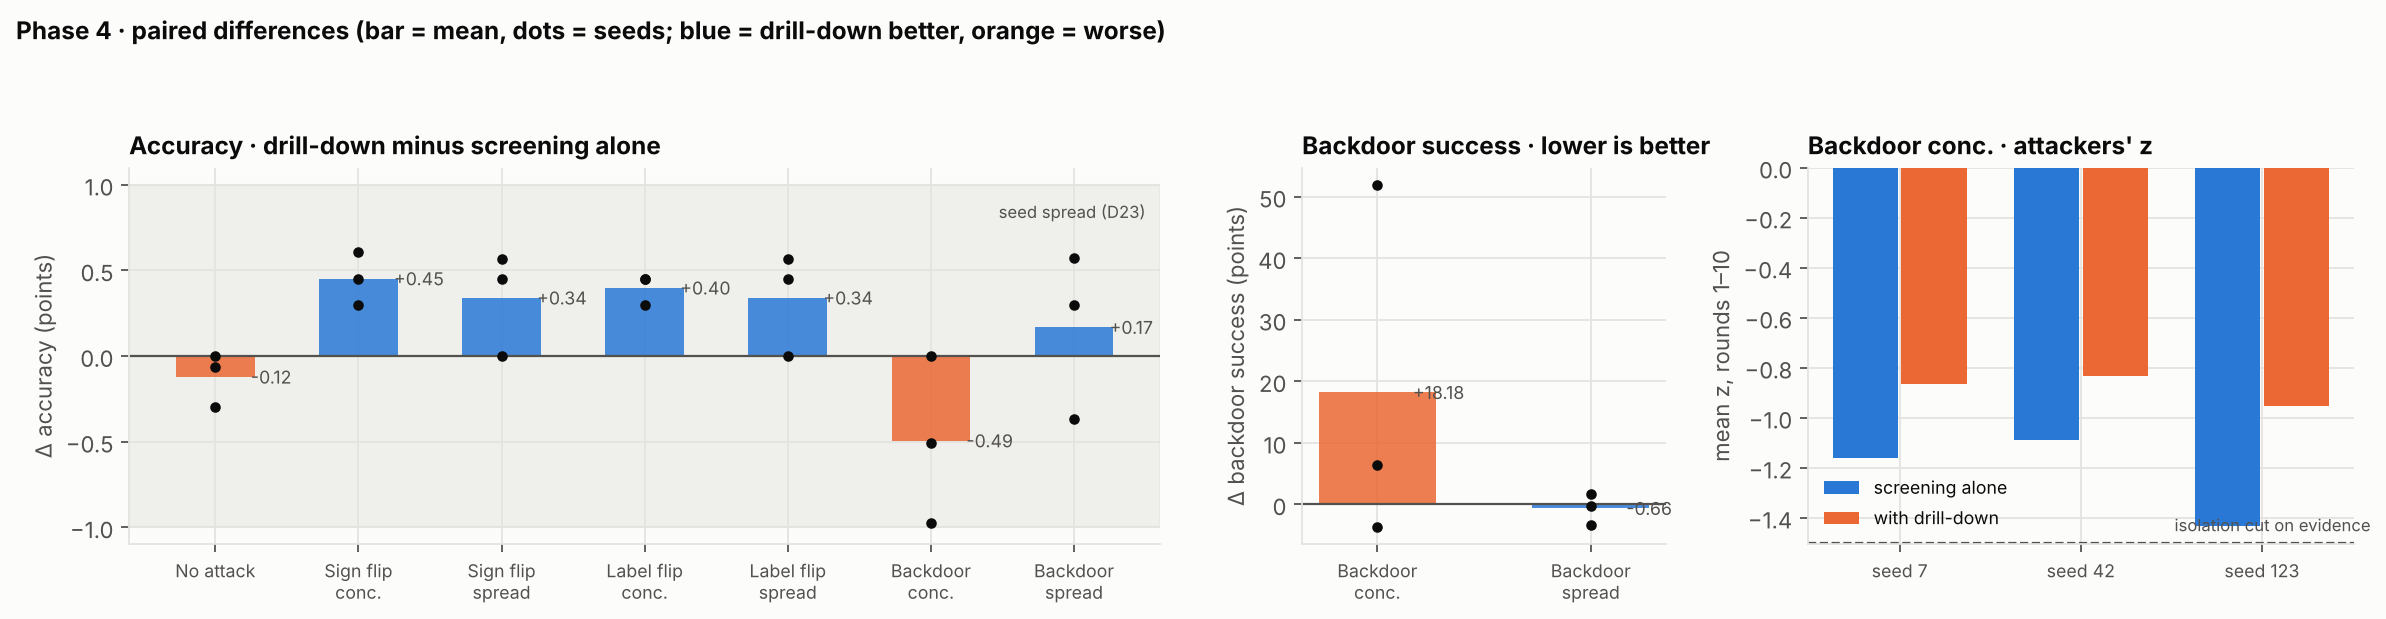 Phase 4 · paired differences (bar = mean, dots = seeds; blue = drill-down better, orange = worse)
Accuracy · drill-down minus screening alone
Δ accuracy (points)
1.0
0.5
0.0
−0.5
−1.0
seed spread (D23)
-0.12
+0.45
+0.34
+0.40
+0.34
-0.49
+0.17
No attack
Sign flip
conc.
Sign flip
spread
Label flip
conc.
Label flip
spread
Backdoor
conc.
Backdoor
spread
Backdoor success · lower is better
Δ backdoor success (points)
50
40
30
20
10
0
+18.18
-0.66
Backdoor
conc.
Backdoor
spread
Backdoor conc. · attackers' z
mean z, rounds 1–10
0.0
−0.2
−0.4
−0.6
−0.8
−1.0
−1.2
−1.4
screening alone
with drill-down
isolation cut on evidence
seed 7
seed 42
seed 123